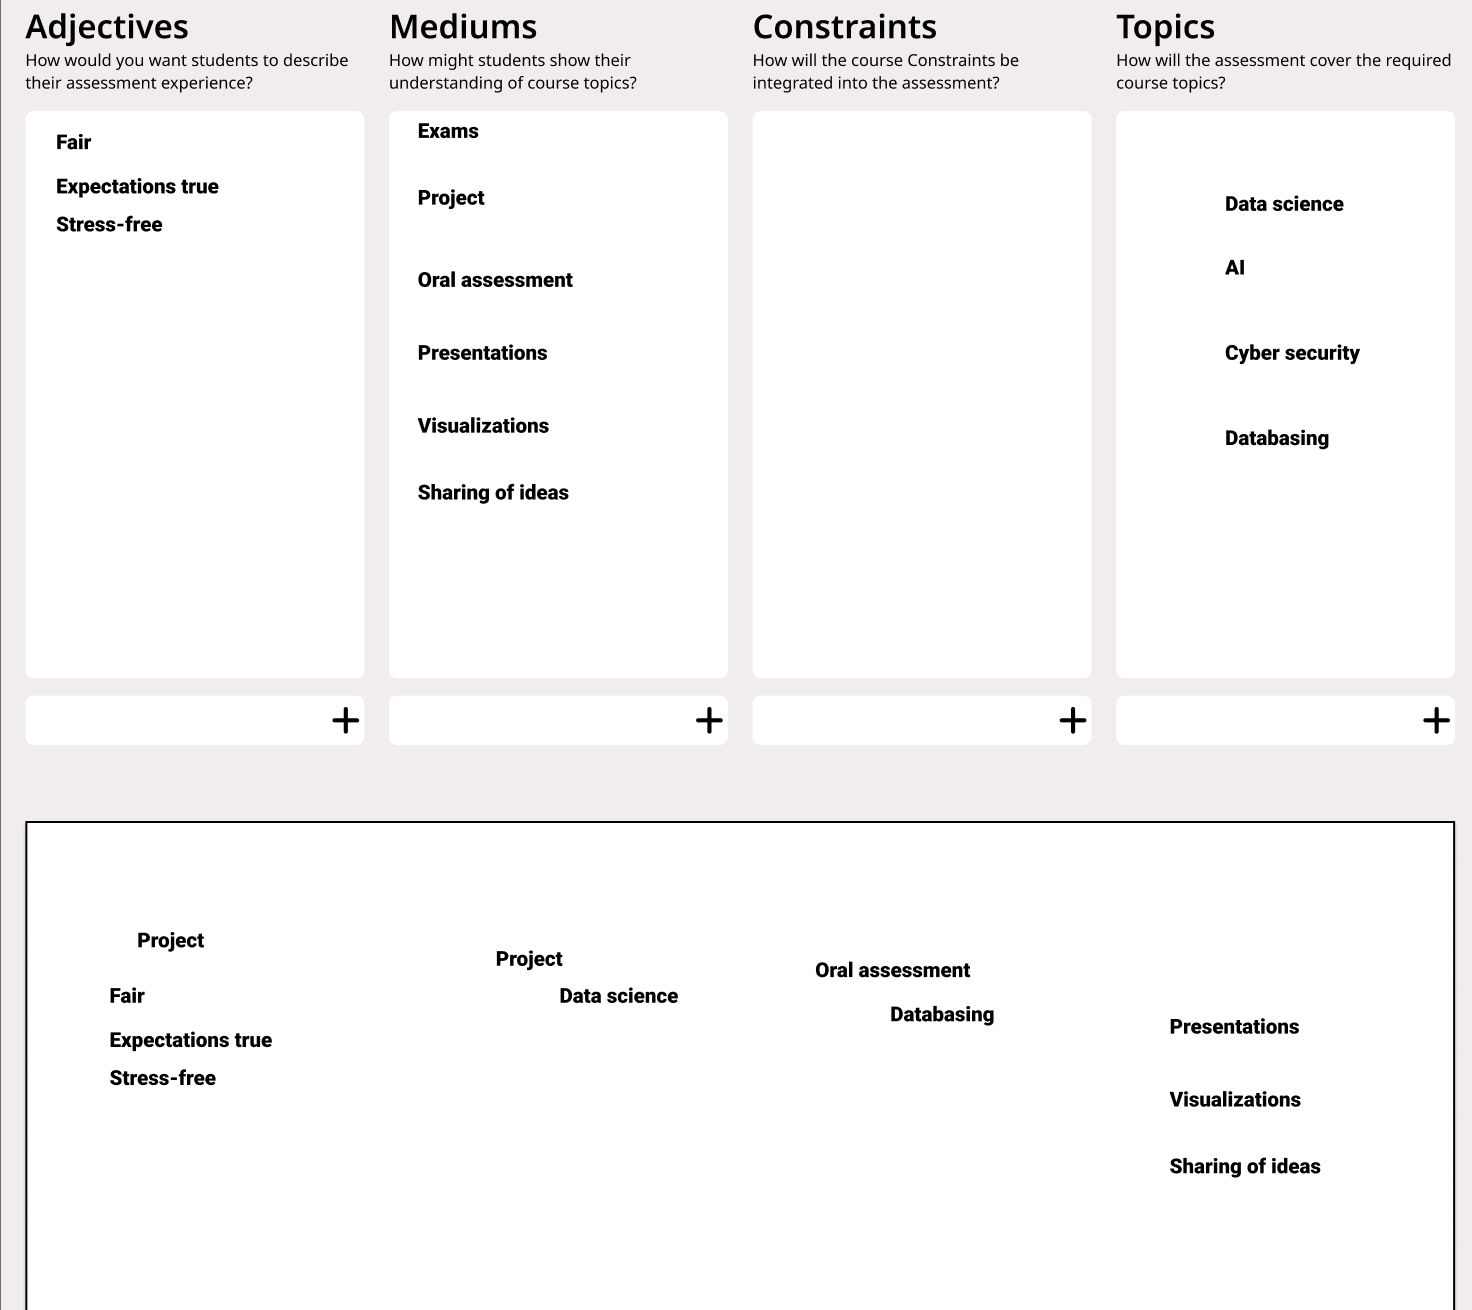 Adjectives
How would you want students to describe
their assessment experience?
Fair
Expectations true
Stress-free
Mediums
How might students show their
understanding of course topics?
Exams
Project
Oral assessment
Presentations
Visualizations
Sharing of ideas
Constraints
How will the course Constraints be
integrated into the assessment?
Topics
How will the assessment cover the required
course topics?
Data science
AI
Cyber security
Databasing
Project
Fair
Expectations true
Stress-free
Project
Data science
Oral assessment
Databasing
Presentations
Visualizations
Sharing of ideas